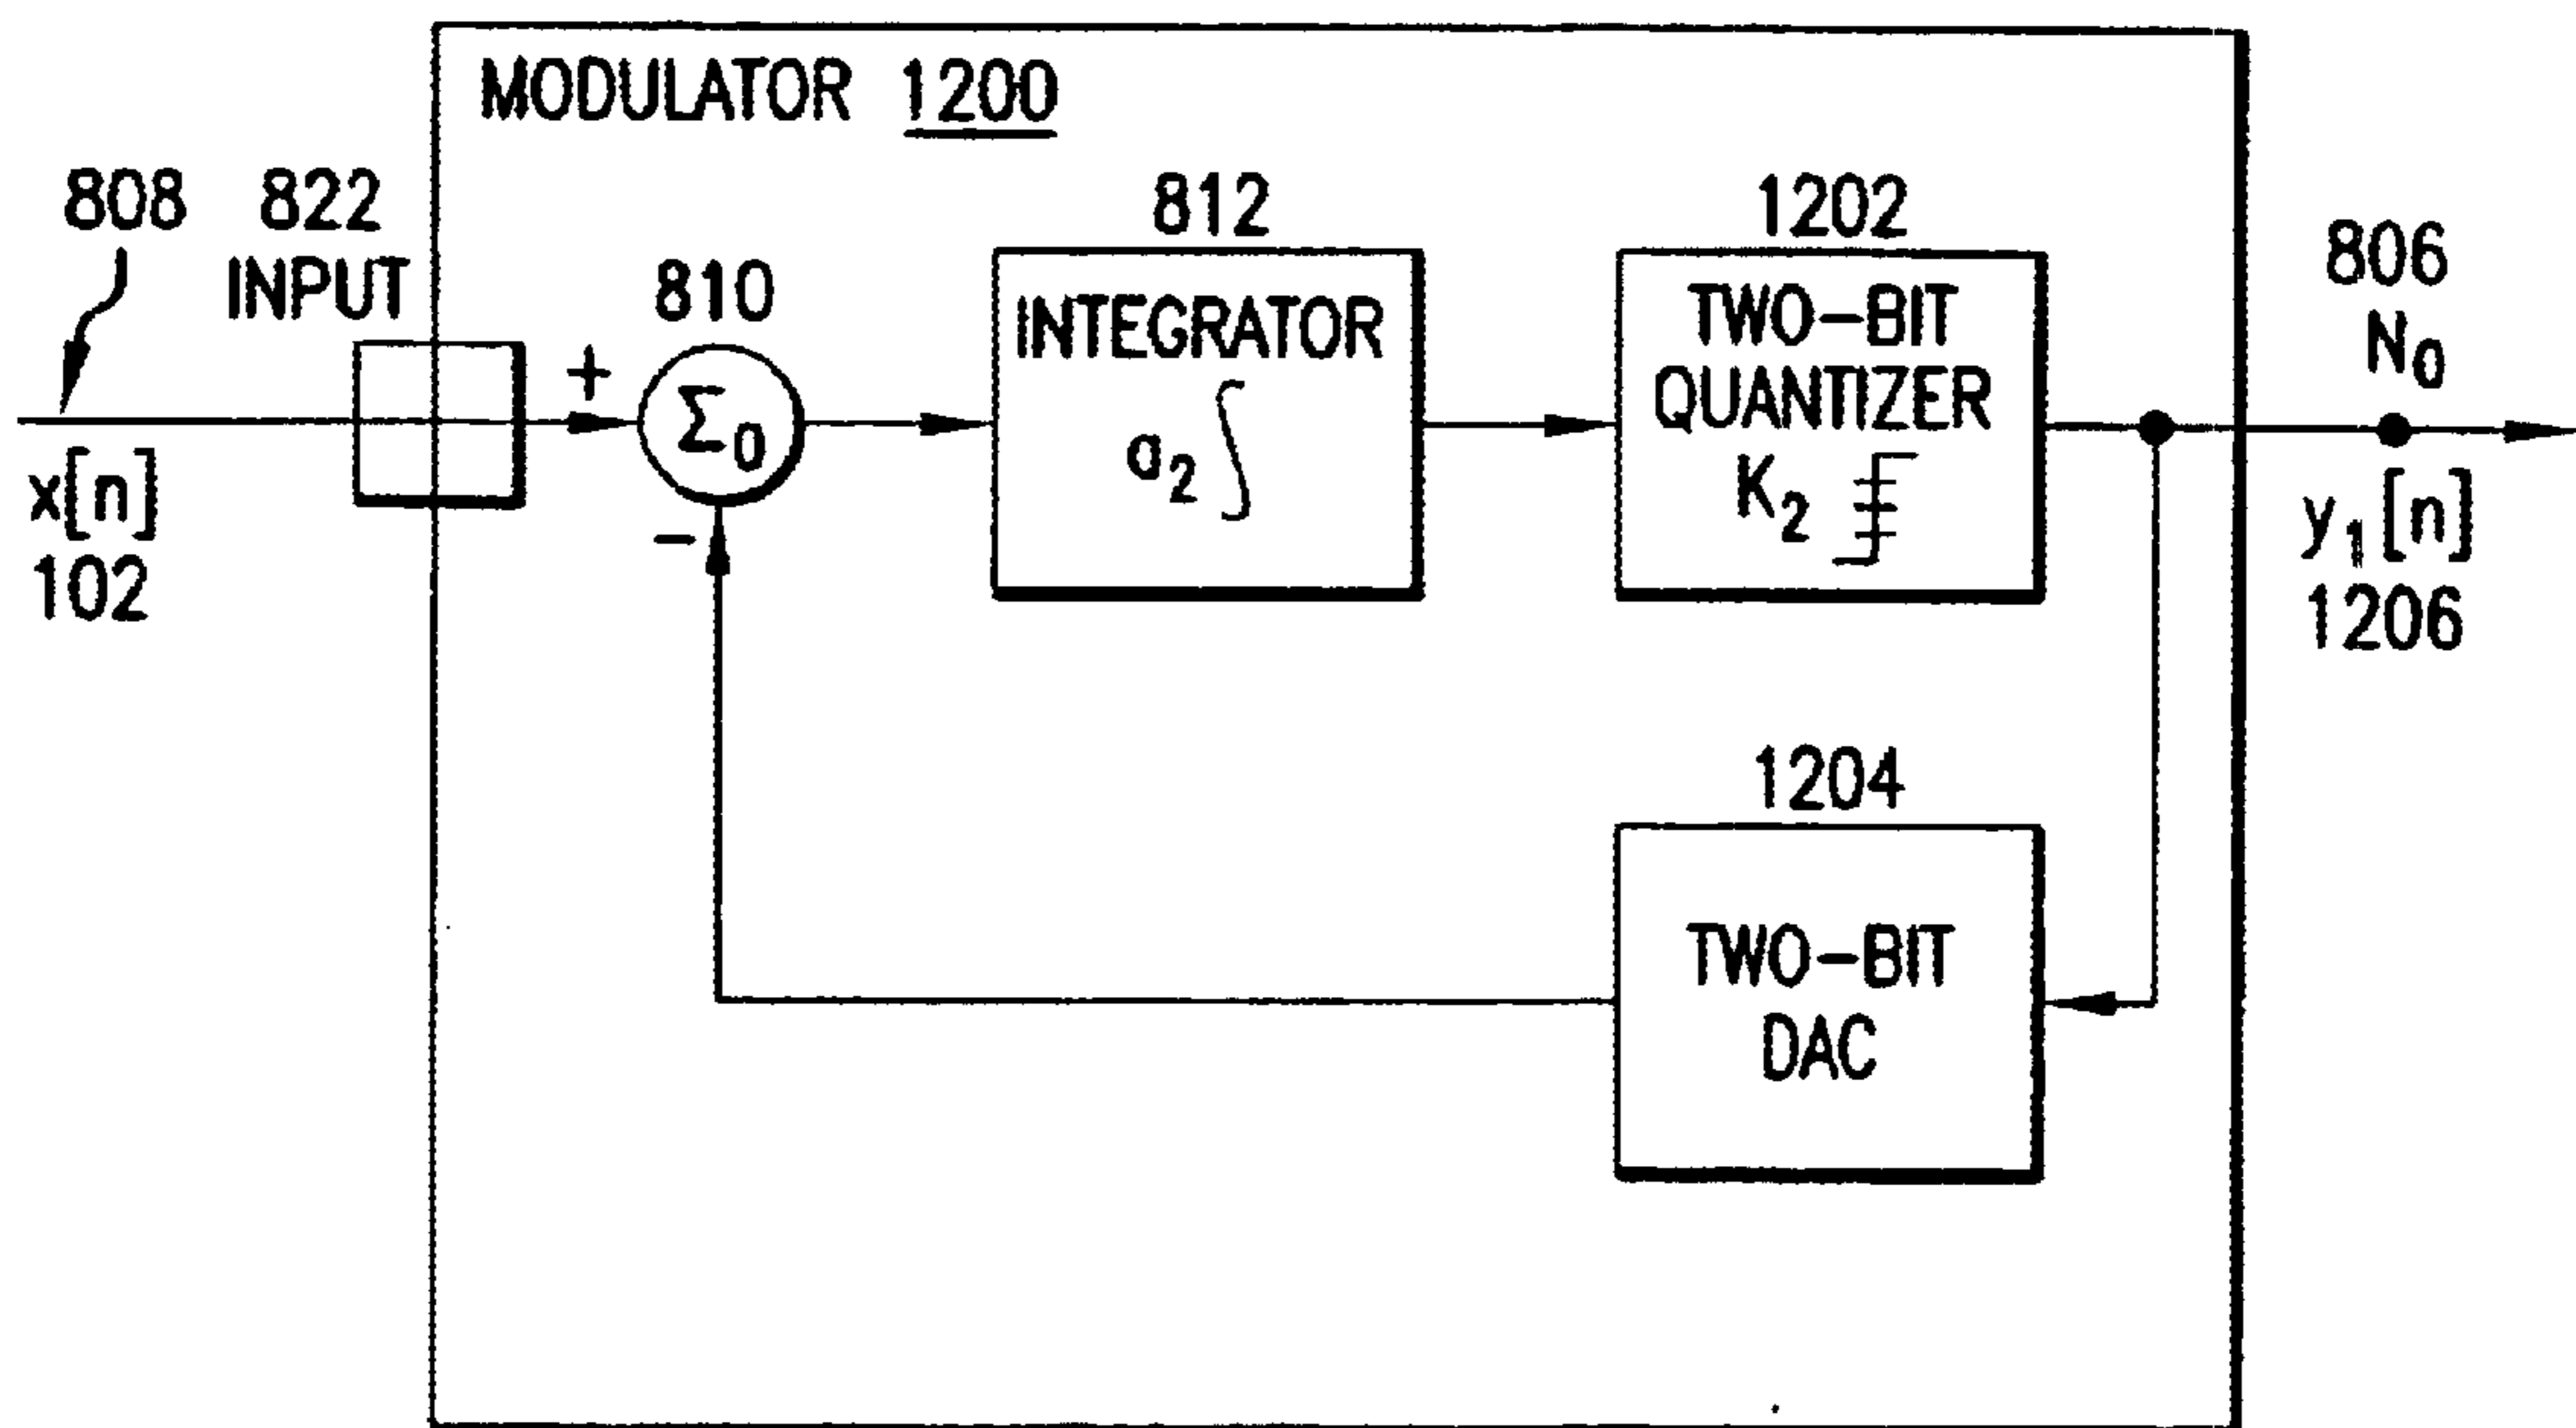 MODULATOR 1200
808
822
INPUT
x[n]
102
810
+
Σ0
-
812
INTEGRATOR
a2 ∫
1202
TWO-BIT
QUANTIZER
K2
806
N0
y1[n]
1206
1204
TWO-BIT
DAC